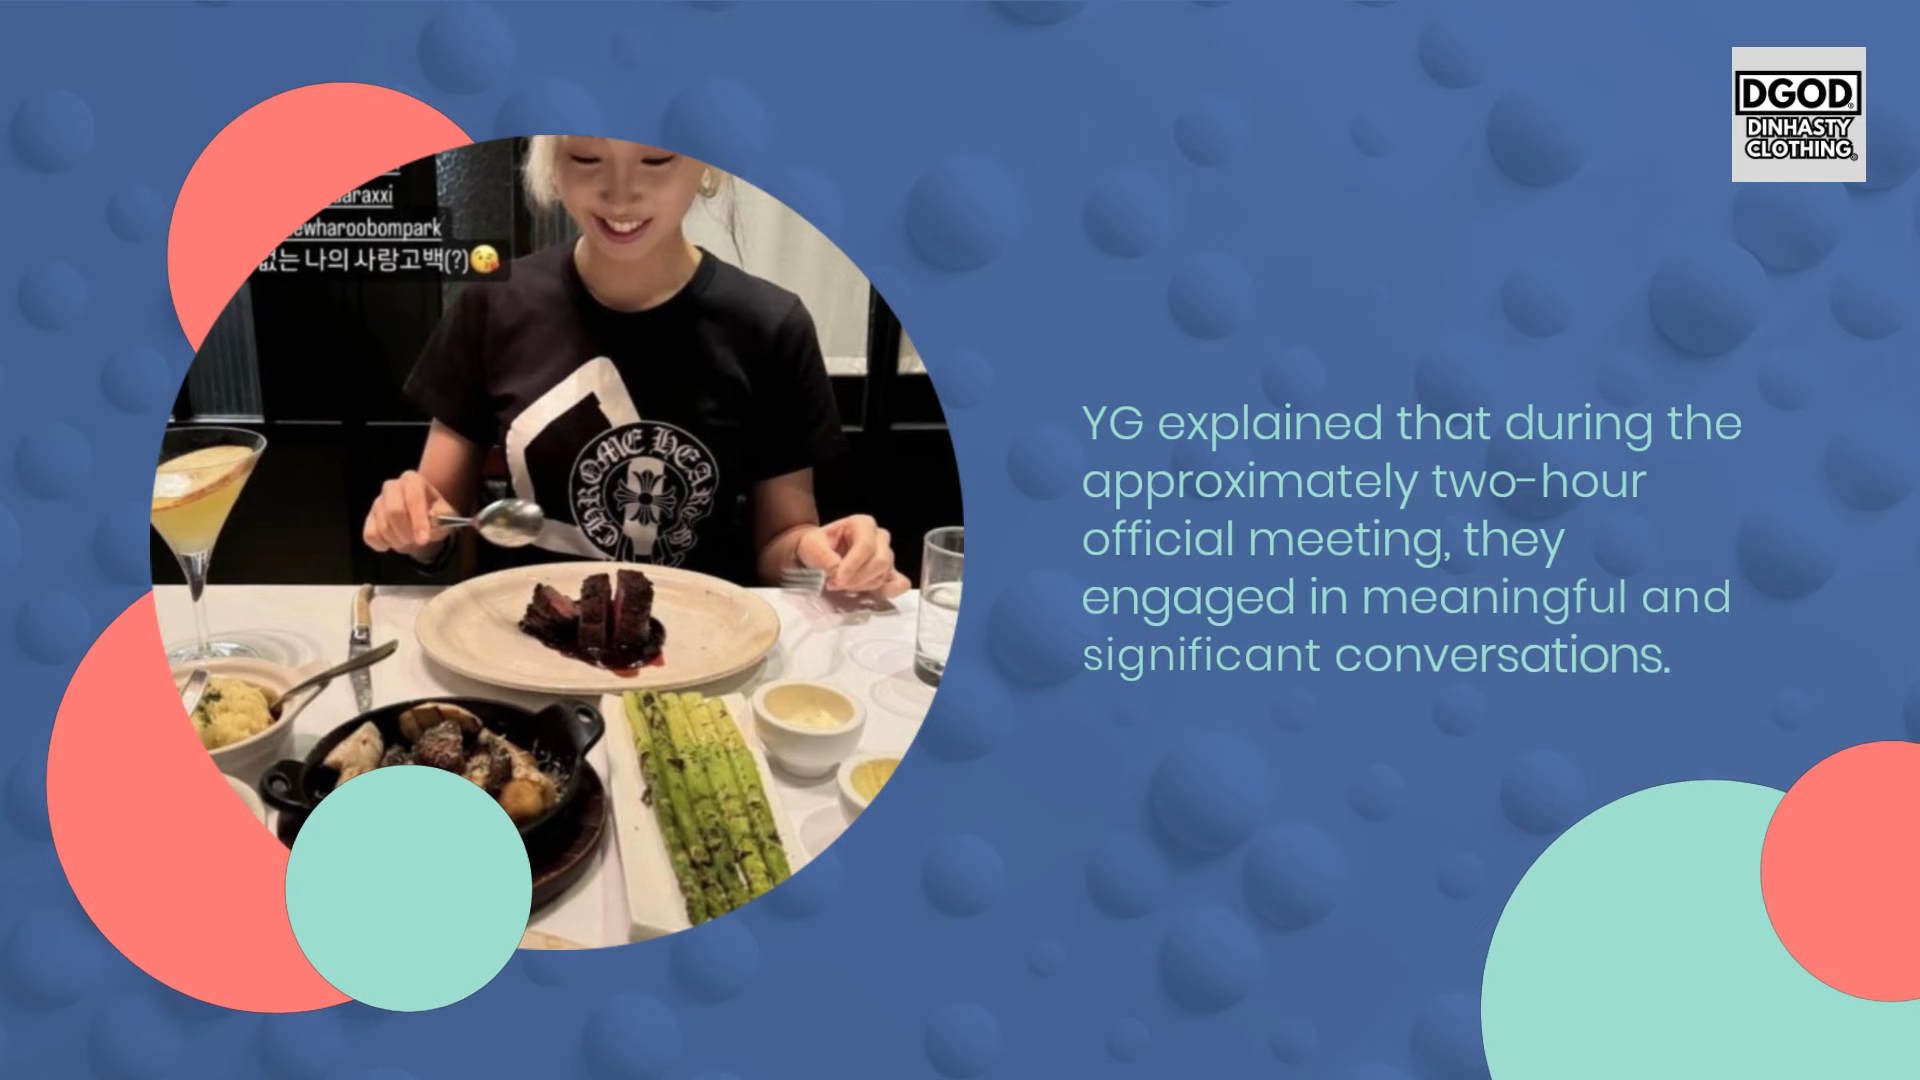 DGOD
DINHASTY
CLOTHING
araxxi
ewharoobompark
없는 나의 사랑고백(?)😘
CHROME HEARTS
YG explained that during the
approximately two-hour
official meeting, they
engaged in meaningful and
significant conversations.